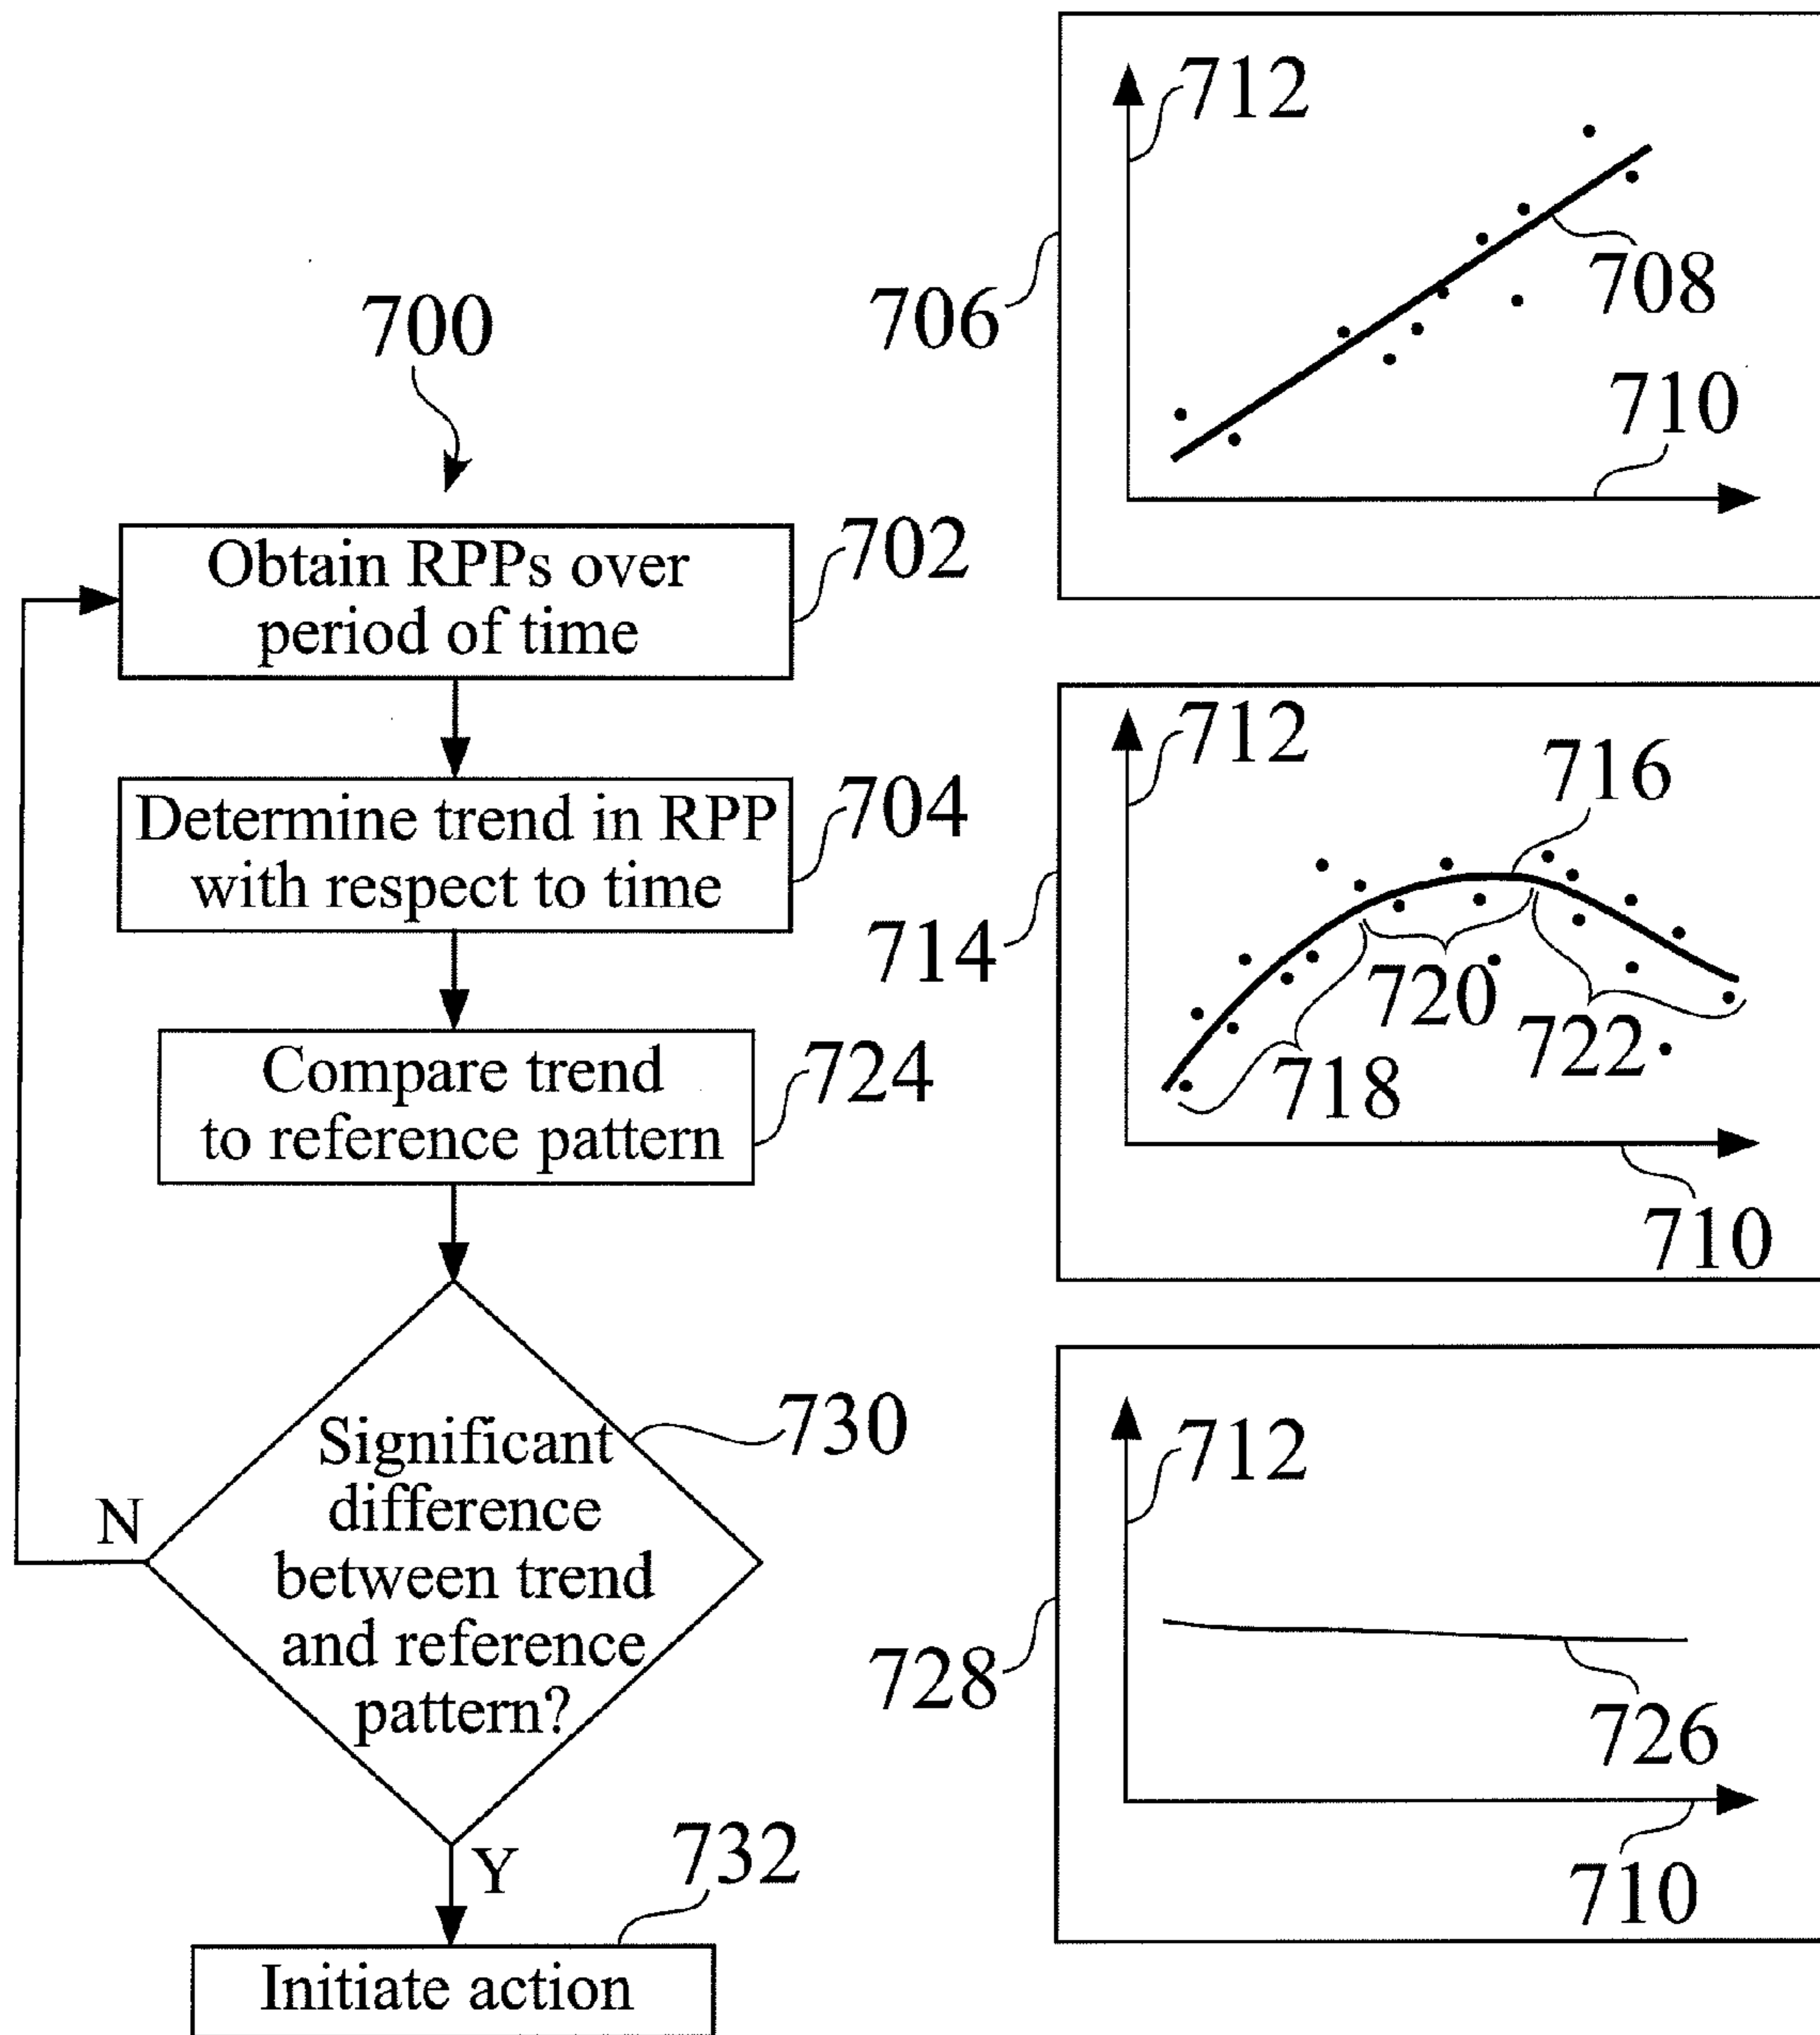 700
Obtain RPPs over
period of time
702
Determine trend in RPP
with respect to time
704
Compare trend
to reference pattern
724
Significant
difference
between trend
and reference
pattern?
730
N
Y
732
Initiate action
712
706
708
710
712
716
714
720
722
718
710
712
728
726
710